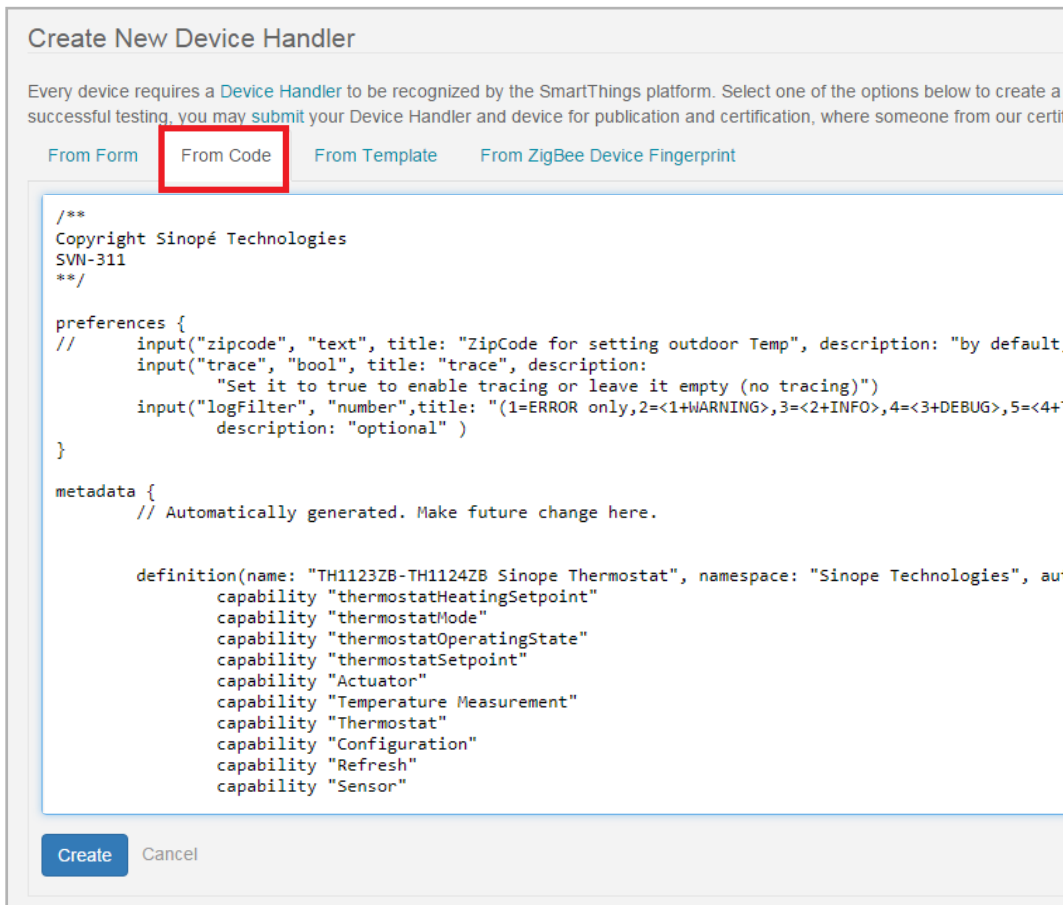 Create New Device Handler
Every device requires a Device Handler to be recognized by the SmartThings platform. Select one of the options below to create a
successful testing, you may submit your Device Handler and device for publication and certification, where someone from our certi
From Form From Code From Template From ZigBee Device Fingerprint
/**
Copyright Sinopé Technologies
SVN-311
**/
preferences {
// input("zipcode", "text", title: "ZipCode for setting outdoor Temp", description: "by default,
input("trace", "bool", title: "trace", description:
"Set it to true to enable tracing or leave it empty (no tracing)")
input("logFilter", "number",title: "(1=ERROR only,2=<1+WARNING>,3=<2+INFO>,4=<3+DEBUG>,5=<4+
description: "optional" )
}
metadata {
// Automatically generated. Make future change here.
definition(name: "TH1123ZB-TH1124ZB Sinope Thermostat", namespace: "Sinope Technologies", au
capability "thermostatHeatingSetpoint"
capability "thermostatMode"
capability "thermostatOperatingState"
capability "thermostatSetpoint"
capability "Actuator"
capability "Temperature Measurement"
capability "Thermostat"
capability "Configuration"
capability "Refresh"
capability "Sensor"
Create Cancel